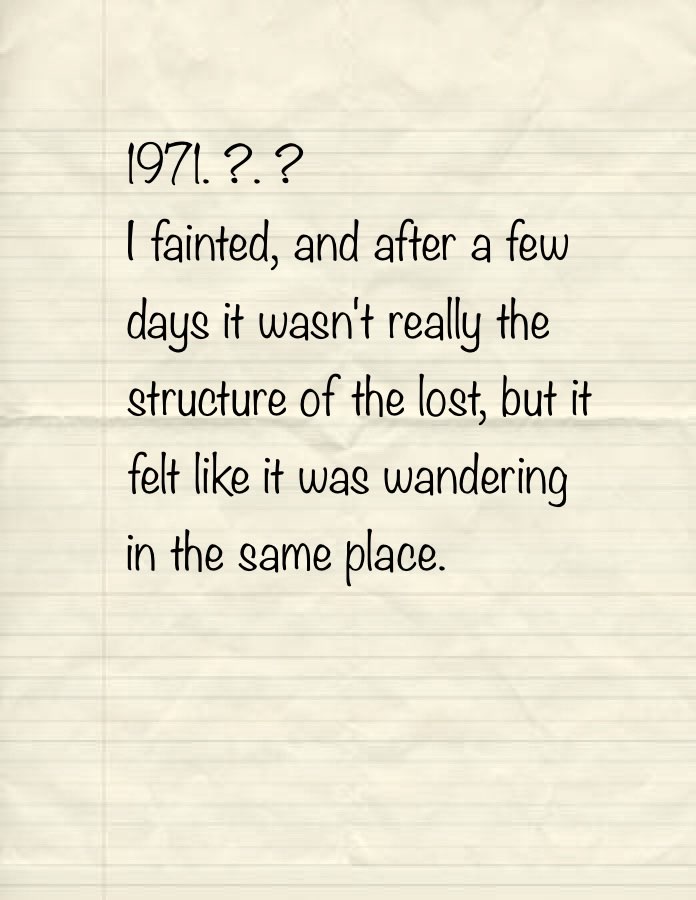 1971. ?. ?
I fainted, and after a few
days it wasn't really the
structure of the lost, but it
felt like it was wandering
in the same place.